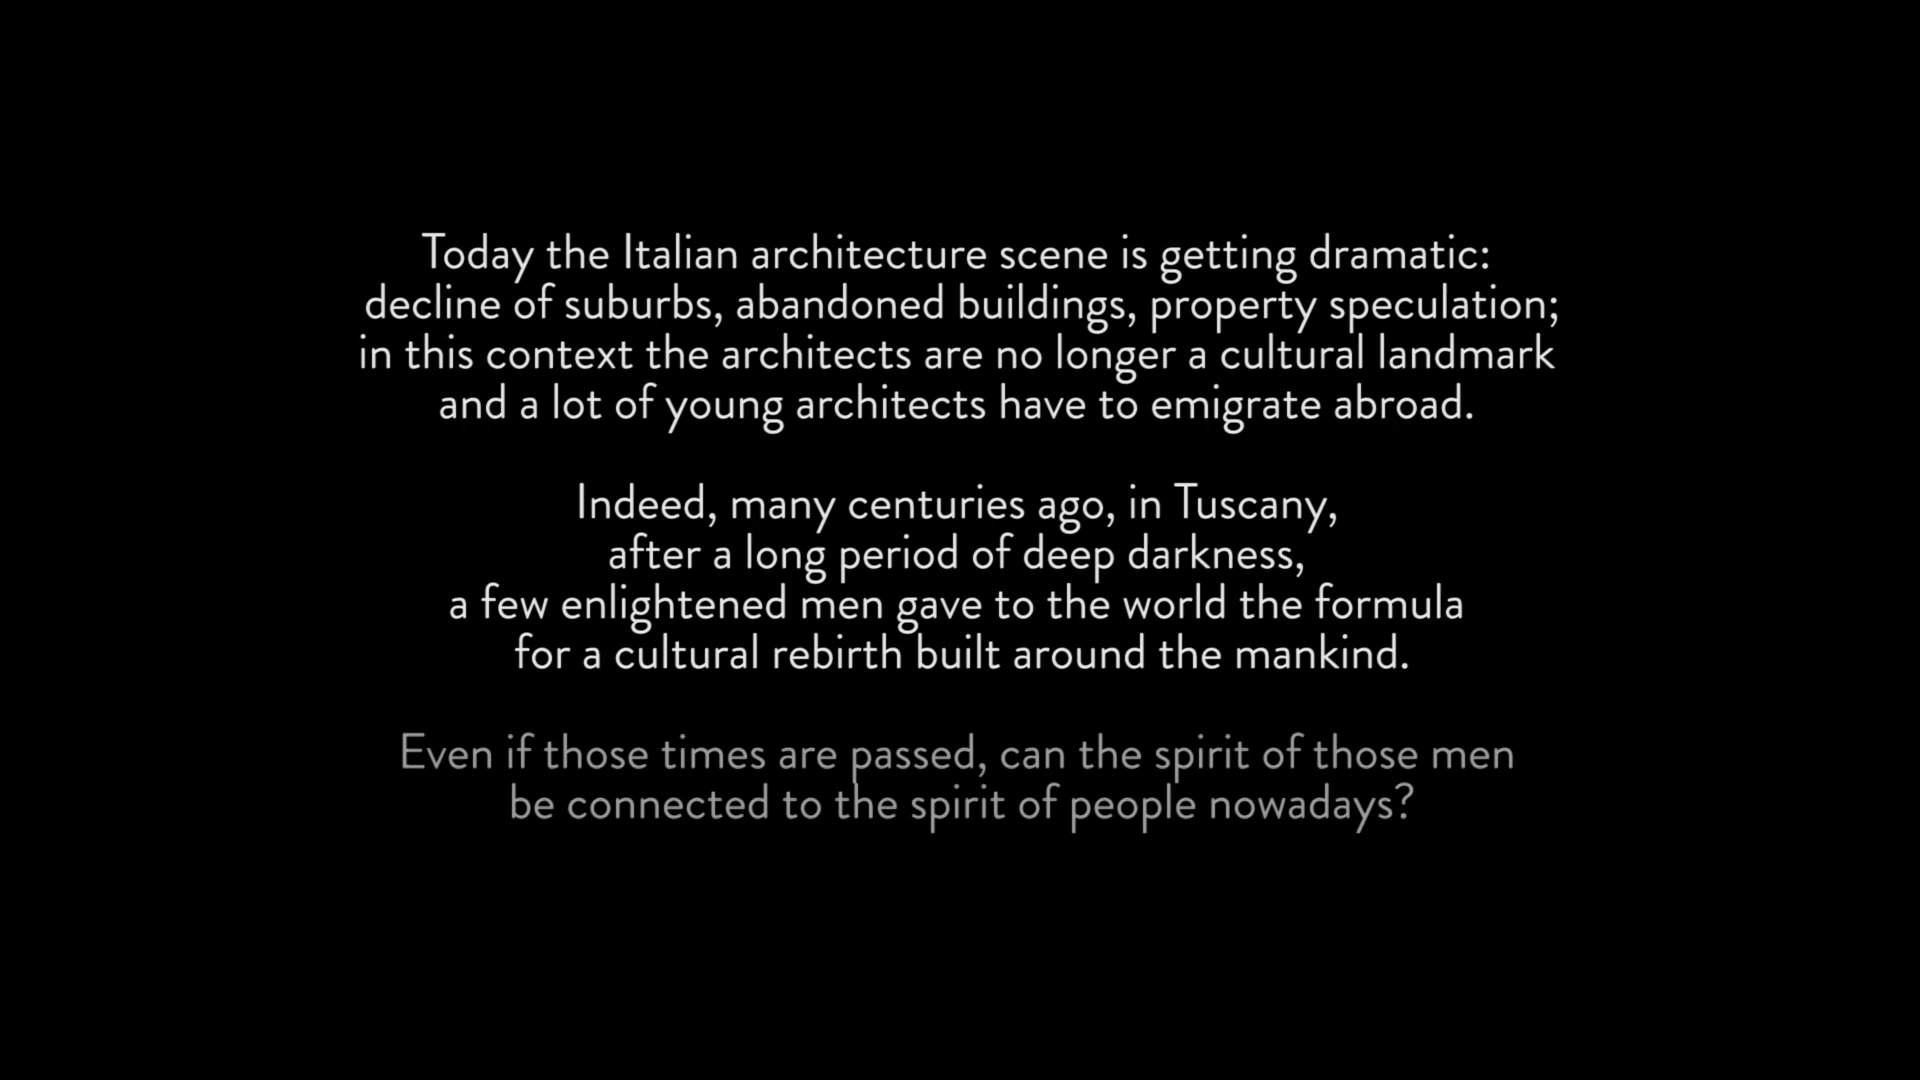 Today the Italian architecture scene is getting dramatic:
decline of suburbs, abandoned buildings, property speculation;
in this context the architects are no longer a cultural landmark
and a lot of young architects have to emigrate abroad.
Indeed, many centuries ago, in Tuscany,
after a long period of deep darkness,
a few enlightened men gave to the world the formula
for a cultural rebirth built around the mankind.
Even if those times are passed, can the spirit of those men
be connected to the spirit of people nowadays?